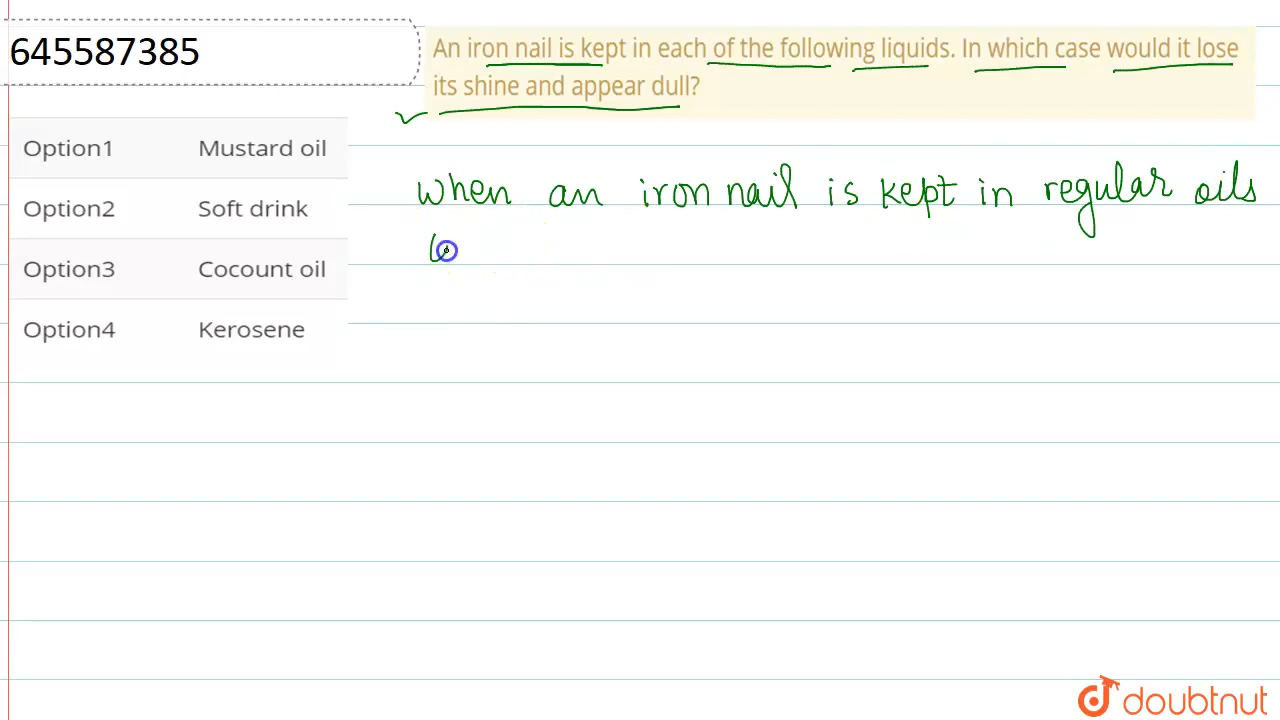 645587385
An iron nail is kept in each of the following liquids. In which case would it lose
its shine and appear dull?
Option1 Mustard oil
Option2 Soft drink
Option3 Cocount oil
Option4 Kerosene
When an iron nail is kept in regular oils
doubtnut